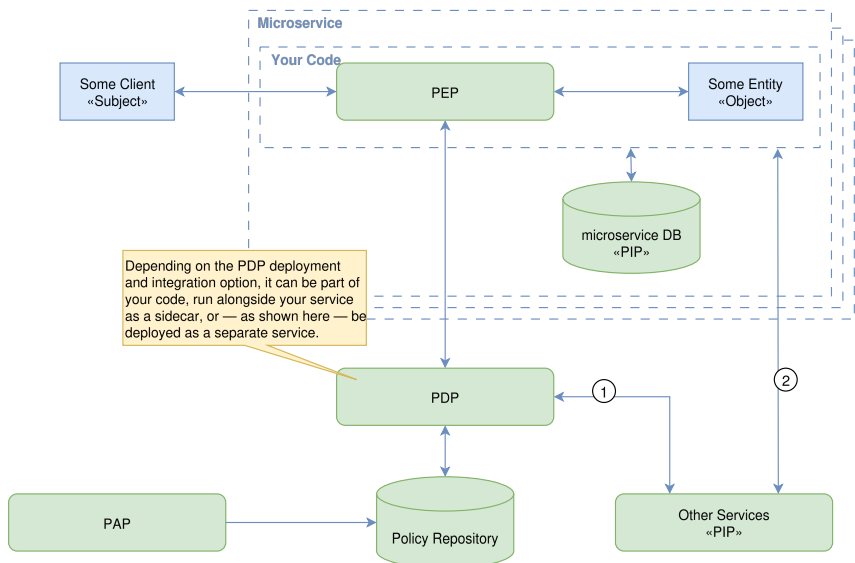 Microservice
Your Code
Some Client
«Subject»
PEP
Some Entity
«Object»
microservice DB
«PIP»
Depending on the PDP deployment
and integration option, it can be part of
your code, run alongside your service
as a sidecar, or — as shown here — be
deployed as a separate service.
1
2
PDP
PAP
Policy Repository
Other Services
«PIP»